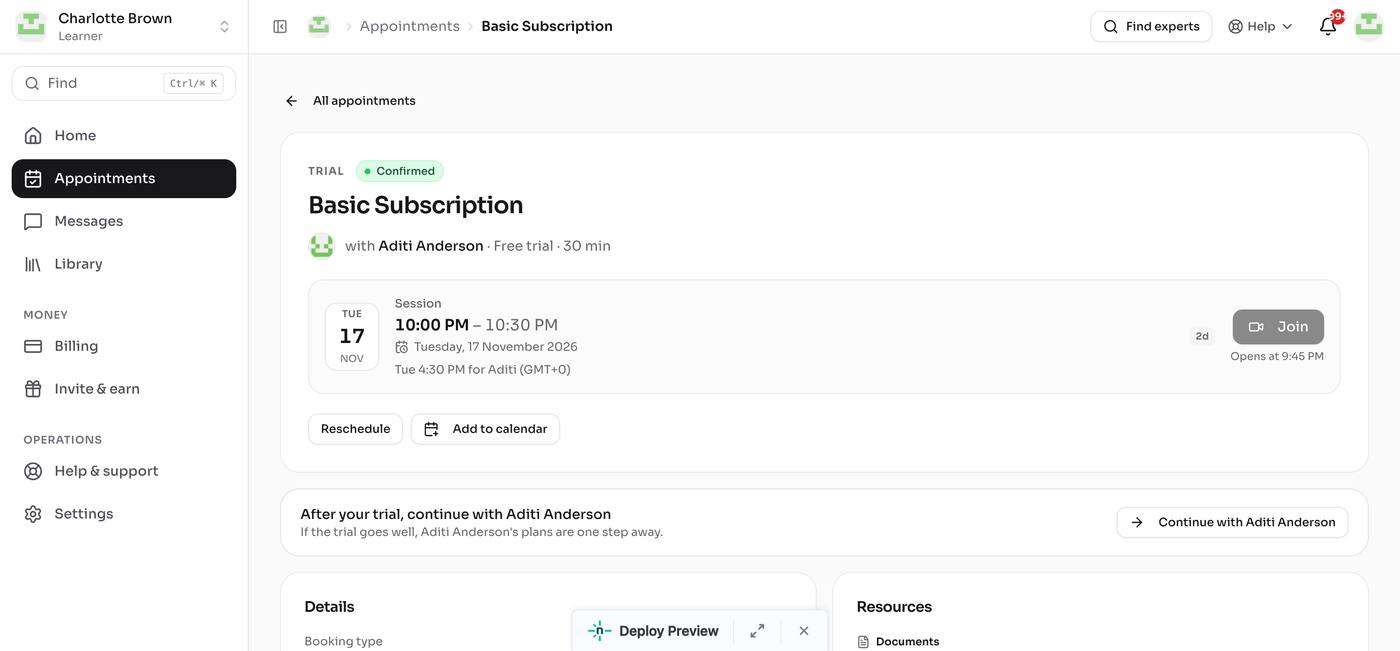 Charlotte Brown
Learner
Appointments
Basic Subscription
Find experts
Help
99+
Find
Ctrl/⌘ K
Home
Appointments
Messages
Library
MONEY
Billing
Invite & earn
OPERATIONS
Help & support
Settings
All appointments
TRIAL
Confirmed
Basic Subscription
with Aditi Anderson · Free trial · 30 min
TUE
17
NOV
Session
10:00 PM – 10:30 PM
Tuesday, 17 November 2026
Tue 4:30 PM for Aditi (GMT+0)
2d
Join
Opens at 9:45 PM
Reschedule
Add to calendar
After your trial, continue with Aditi Anderson
If the trial goes well, Aditi Anderson's plans are one step away.
Continue with Aditi Anderson
Details
Booking type
Resources
Documents
Deploy Preview